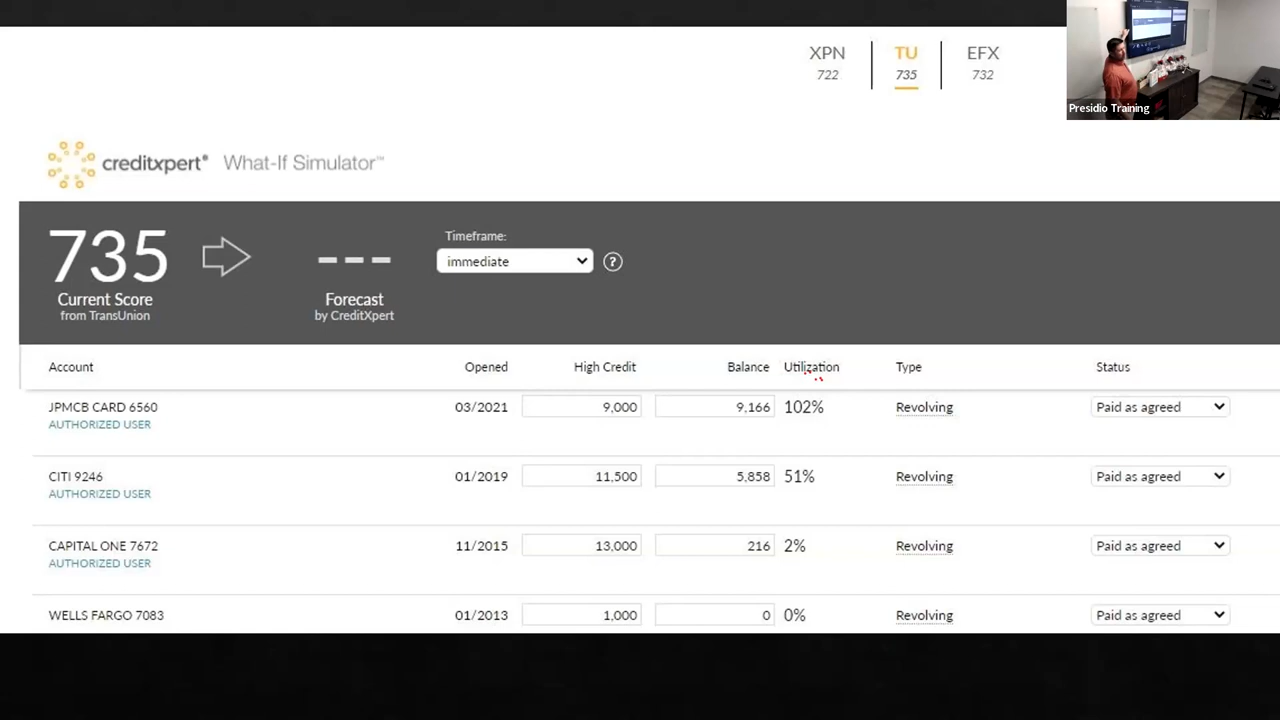 XPN TU EFX
722 735 732
Presidio Training
creditxpert® What-If Simulator™
735
Current Score
from TransUnion
– – –
Forecast
by CreditXpert
Timeframe:
immediate
?
Account Opened High Credit Balance Utilization Type Status
JPMCB CARD 6560 03/2021 9,000 9,166 102% Revolving Paid as agreed
AUTHORIZED USER
CITI 9246 01/2019 11,500 5,858 51% Revolving Paid as agreed
AUTHORIZED USER
CAPITAL ONE 7672 11/2015 13,000 216 2% Revolving Paid as agreed
AUTHORIZED USER
WELLS FARGO 7083 01/2013 1,000 0 0% Revolving Paid as agreed